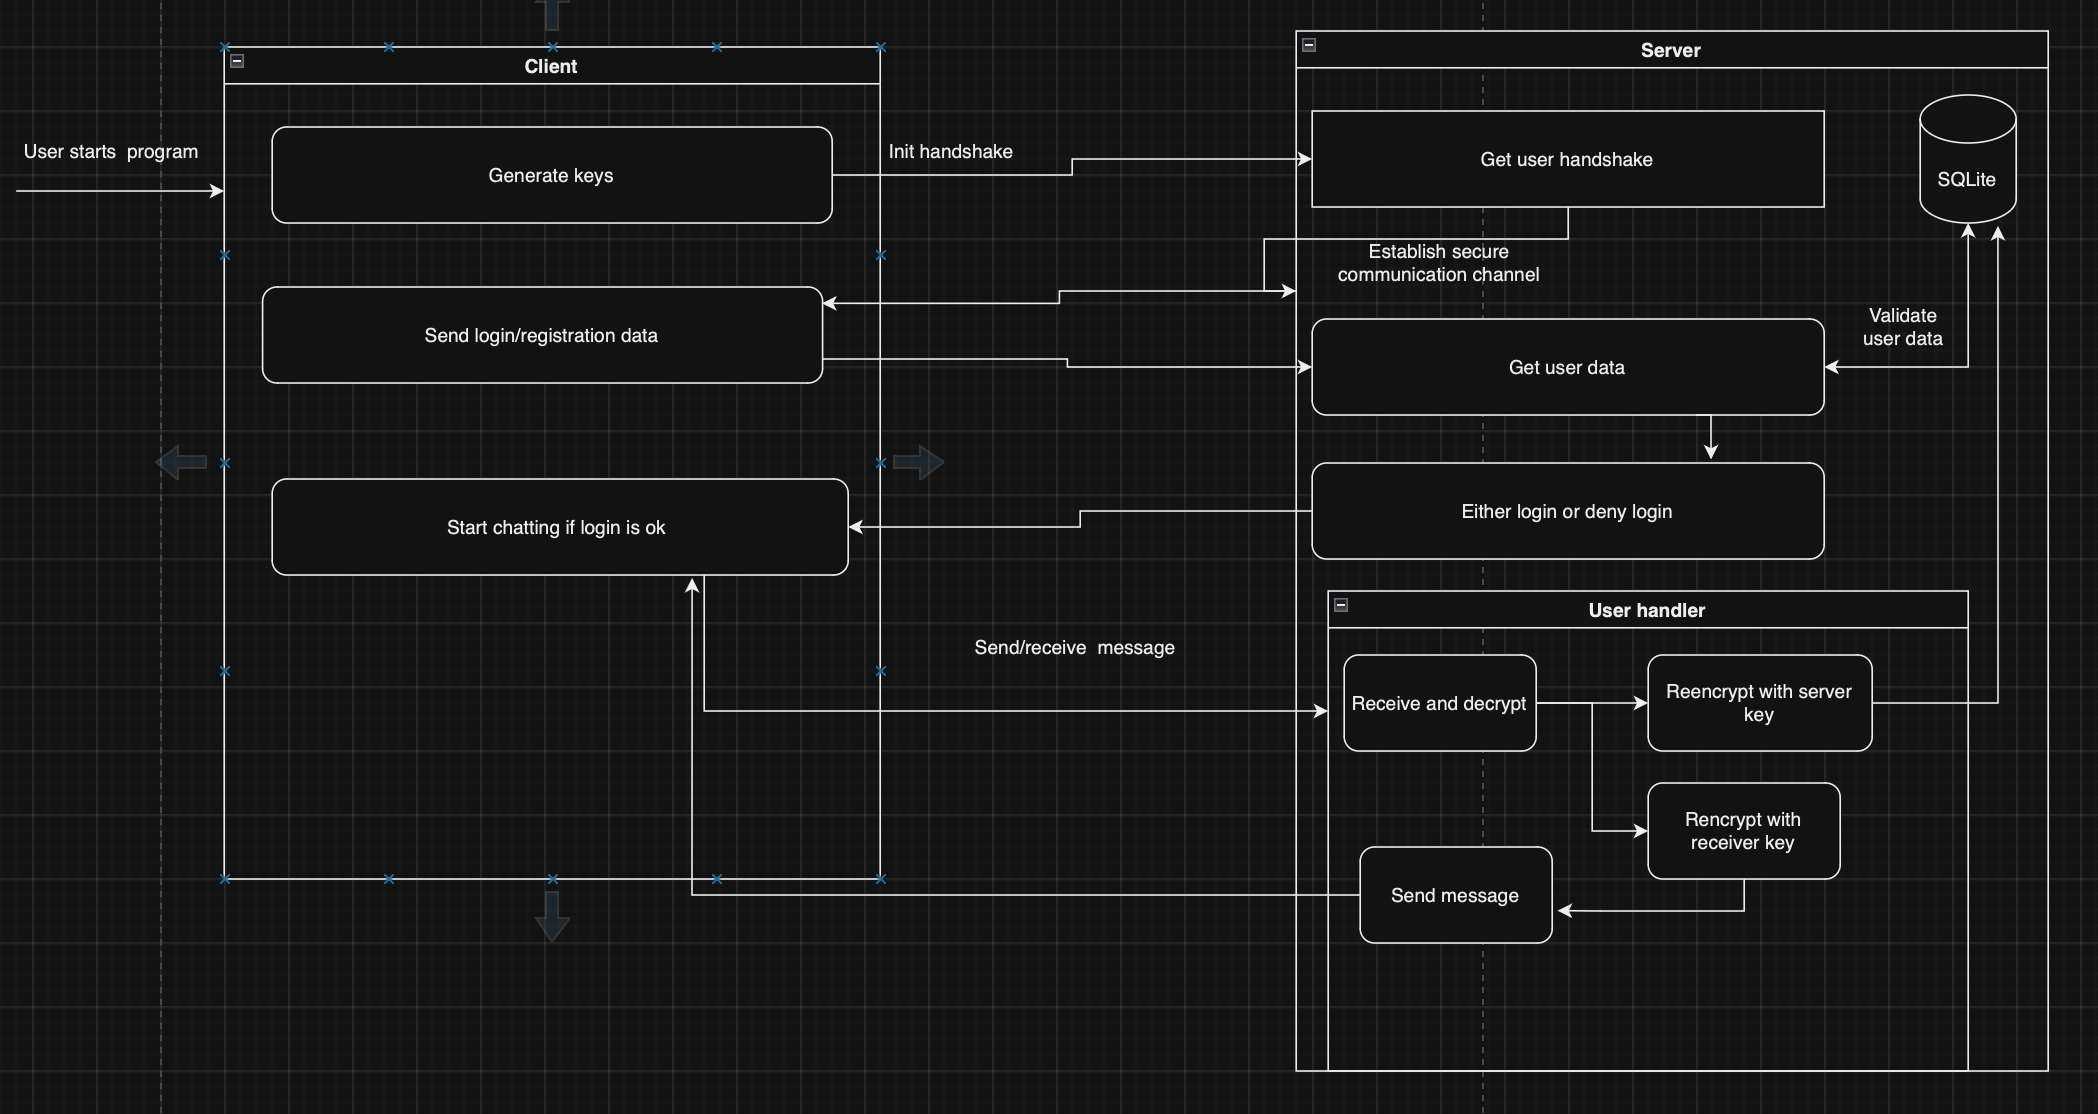 Client
Server
User starts  program
Generate keys
Init handshake
Get user handshake
SQLite
Establish secure
communication channel
Send login/registration data
Validate
user data
Get user data
Start chatting if login is ok
Either login or deny login
User handler
Send/receive  message
Receive and decrypt
Reencrypt with server
key
Rencrypt with
receiver key
Send message